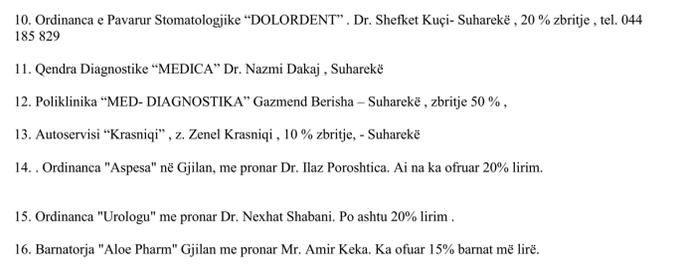 10. Ordinanca e Pavarur Stomatologjike “DOLORDENT” . Dr. Shefket Kuçi- Suharekë , 20 % zbritje , tel. 044
185 829
11. Qendra Diagnostike “MEDICA” Dr. Nazmi Dakaj , Suharekë
12. Poliklinika “MED- DIAGNOSTIKA” Gazmend Berisha – Suharekë , zbritje 50 % ,
13. Autoservisi “Krasniqi” , z. Zenel Krasniqi , 10 % zbritje, - Suharekë
14. . Ordinanca "Aspesa" në Gjilan, me pronar Dr. Ilaz Poroshtica. Ai na ka ofruar 20% lirim.
15. Ordinanca "Urologu" me pronar Dr. Nexhat Shabani. Po ashtu 20% lirim .
16. Barnatorja "Aloe Pharm" Gjilan me pronar Mr. Amir Keka. Ka ofuar 15% barnat më lirë.